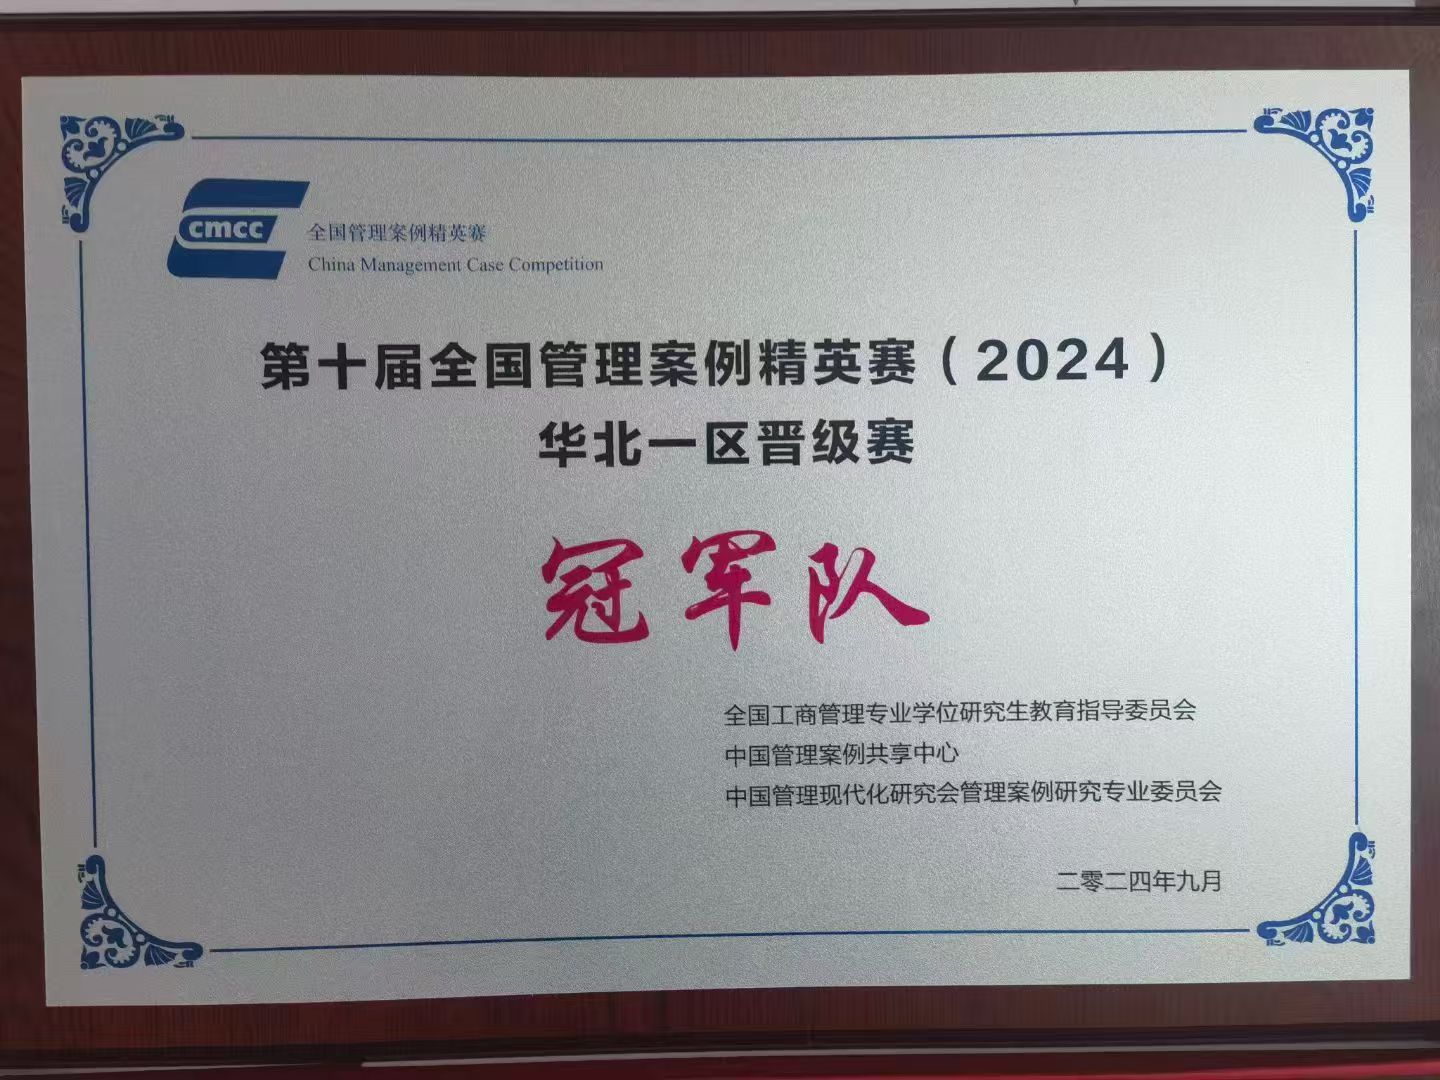 cmcc
全国管理案例精英赛
China Management Case Competition
第十届全国管理案例精英赛（2024）
华北一区晋级赛
冠军队
全国工商管理专业学位研究生教育指导委员会
中国管理案例共享中心
中国管理现代化研究会管理案例研究专业委员会
二零二四年九月